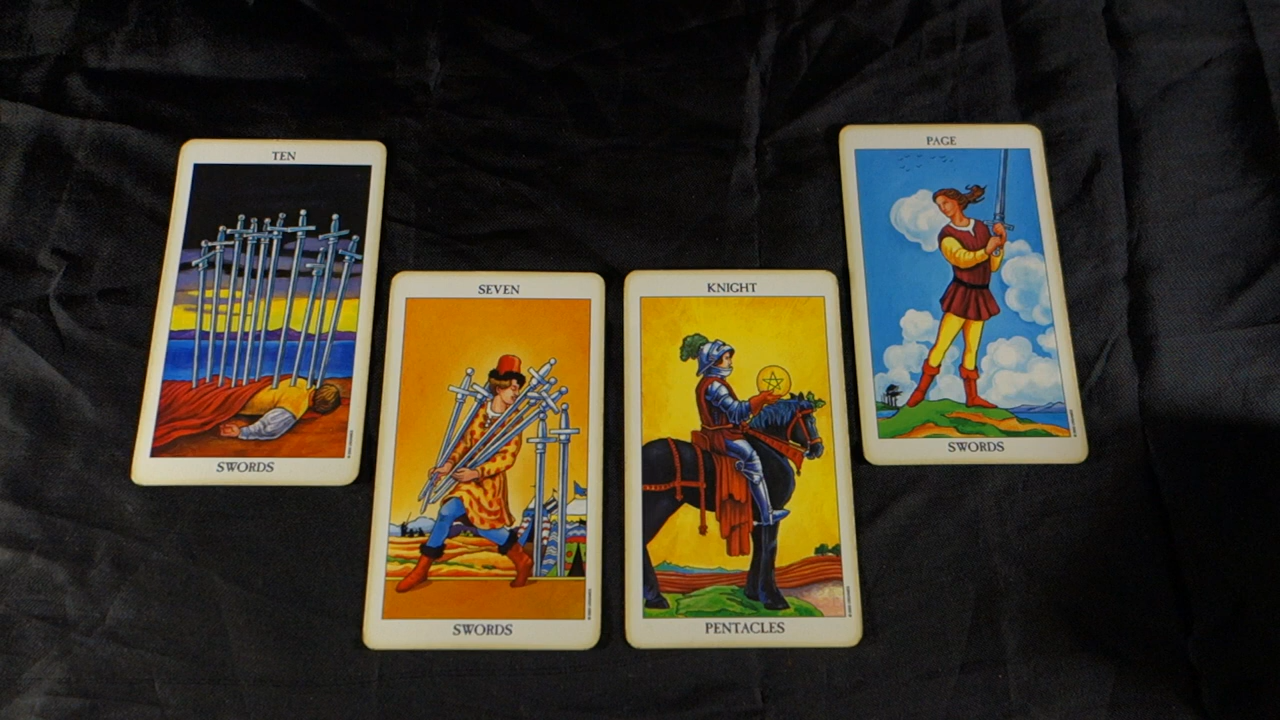 TEN
SWORDS
SEVEN
SWORDS
KNIGHT
PENTACLES
PAGE
SWORDS